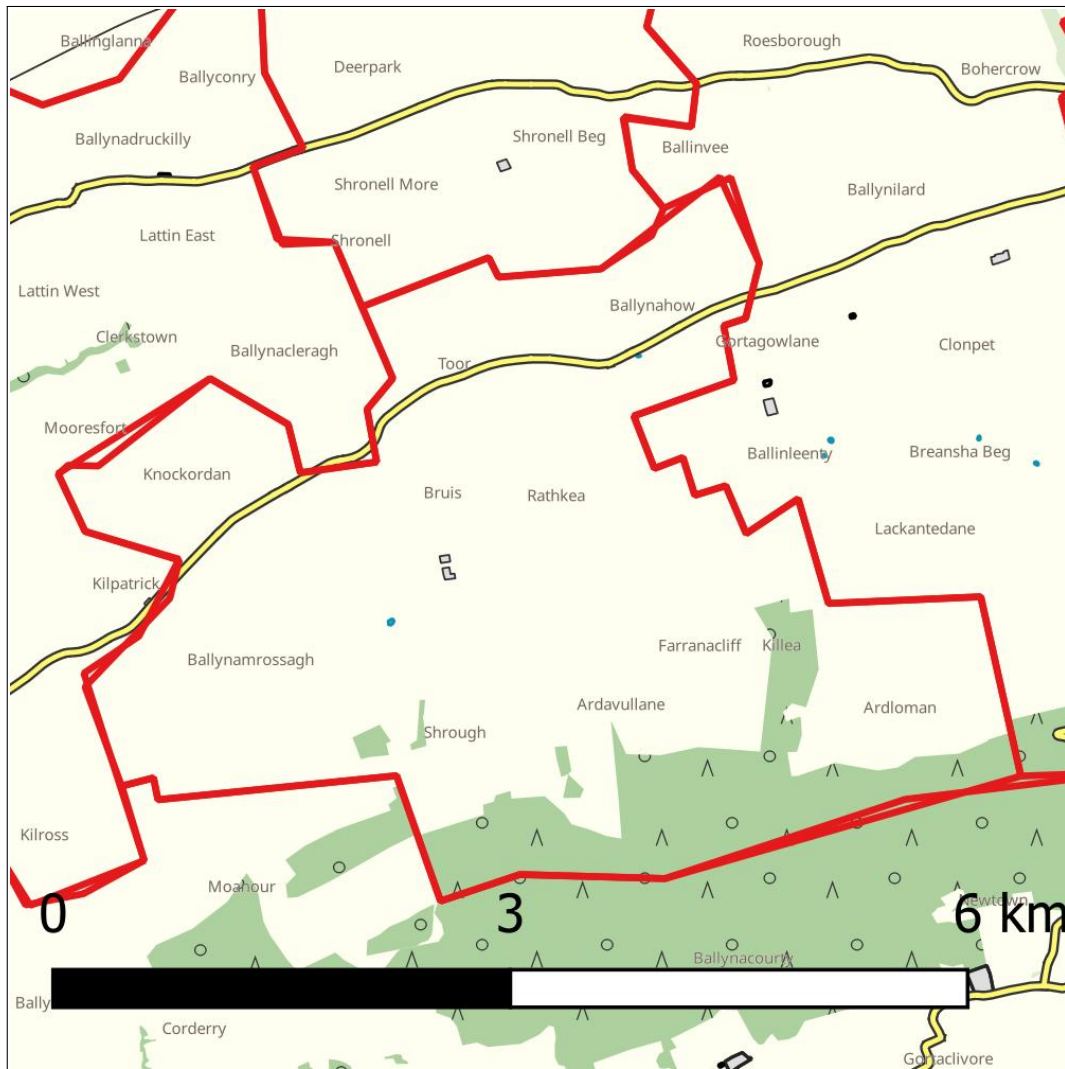 Ballinglanna
Roesborough
Deerpark
Bohercrow
Ballyconry
Ballynadruckilly
Shronell Beg
Ballinvee
Shronell More
Ballynilard
Lattin East
Shronell
Lattin West
Ballynahow
Clerkstown
Gortagowlane
Clonpet
Ballynacleragh
Toor
Mooresfort
Ballinleenty
Breansha Beg
Knockordan
Bruis
Rathkea
Lackantedane
Kilpatrick
Farranacliff
Killea
Ballynamrossagh
Ardavullane
Ardloman
Shrough
Kilross
Moahour
Newtown
0 3 6 km
Ballynacourty
Bally
Corderry
Gortaclivore